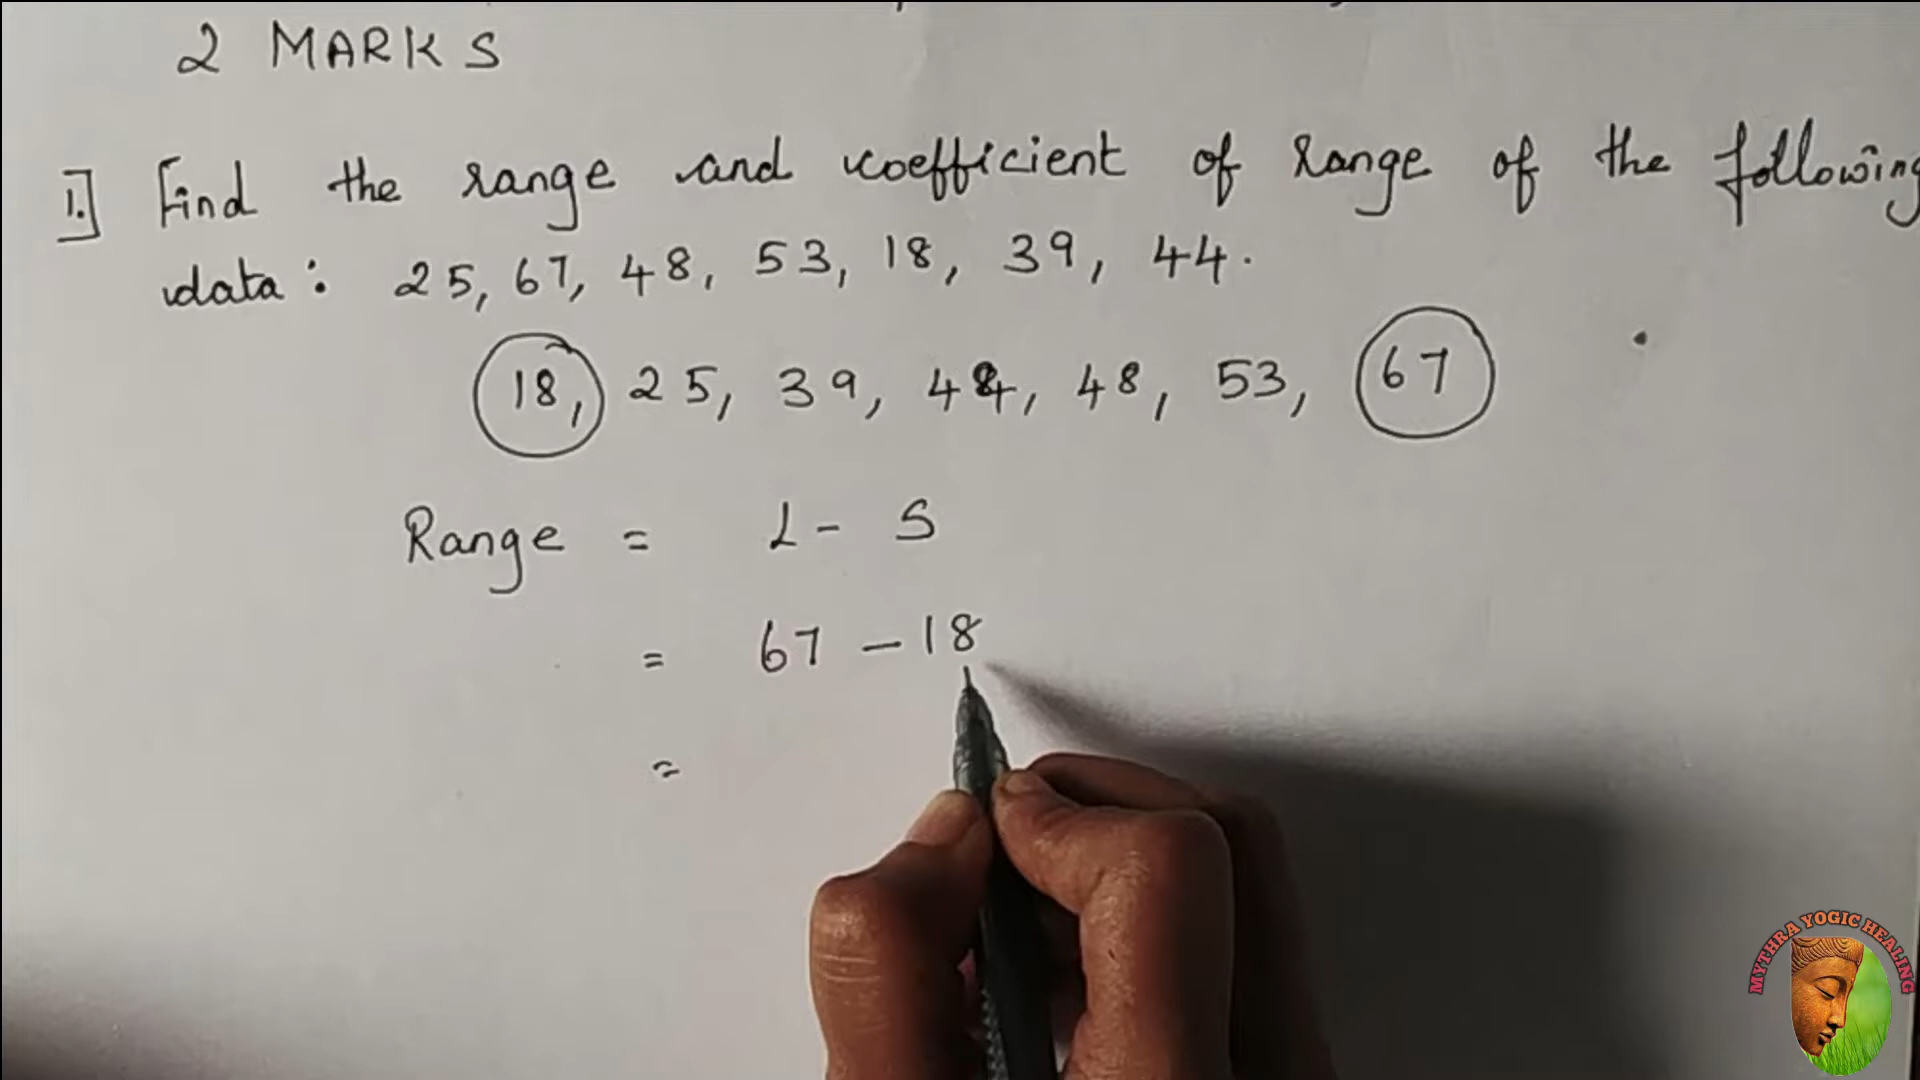 2 MARKS
1.] Find the range and coefficient of range of the following
data: 25, 67, 48, 53, 18, 39, 44.
18, 25, 39, 44, 48, 53, 67
Range = L - S
= 67 - 18
=
MYTHRA YOGIC HEALING